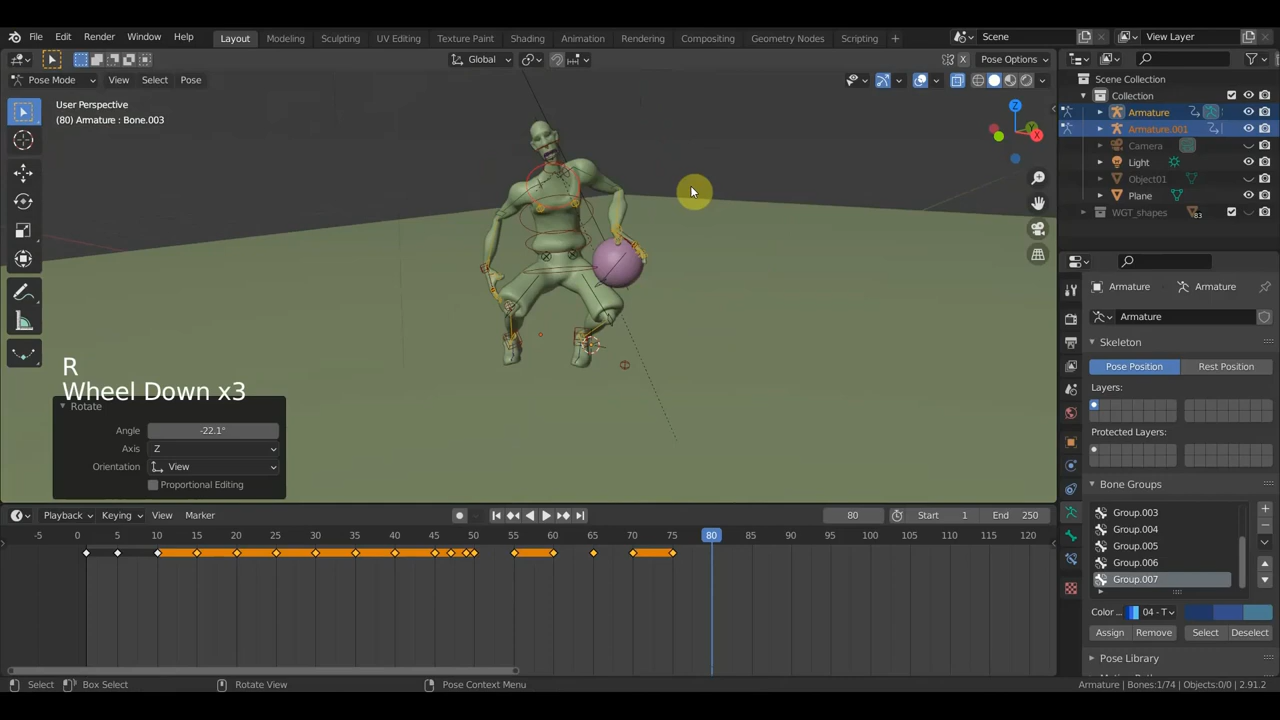 File Edit Render Window Help Layout Modeling Sculpting UV Editing Texture Paint Shading Animation Rendering Compositing Geometry Nodes Scripting + Scene View Layer
Global Pose Options
Pose Mode View Select Pose
User Perspective
(80) Armature : Bone.003
Z
Y
X
Scene Collection
Collection
Armature
Armature.001
Camera
Light
Object01
Plane
WGT_shapes 83
Armature Armature
Armature
Skeleton
Pose Position Rest Position
Layers:
Protected Layers:
Bone Groups
Group.003
Group.004
Group.005
Group.006
Group.007
Color ... 04 - T
Assign Remove Select Deselect
Pose Library
R
Wheel Down x3
Rotate
Angle -22.1°
Axis Z
Orientation View
Proportional Editing
Playback Keying View Marker 80 Start 1 End 250
-5 0 5 10 15 20 25 30 35 40 45 50 55 60 65 70 75 80 85 90 95 100 105 110 115 120
Select Box Select Rotate View Pose Context Menu Armature | Bones:1/74 | Objects:0/0 | 2.91.2